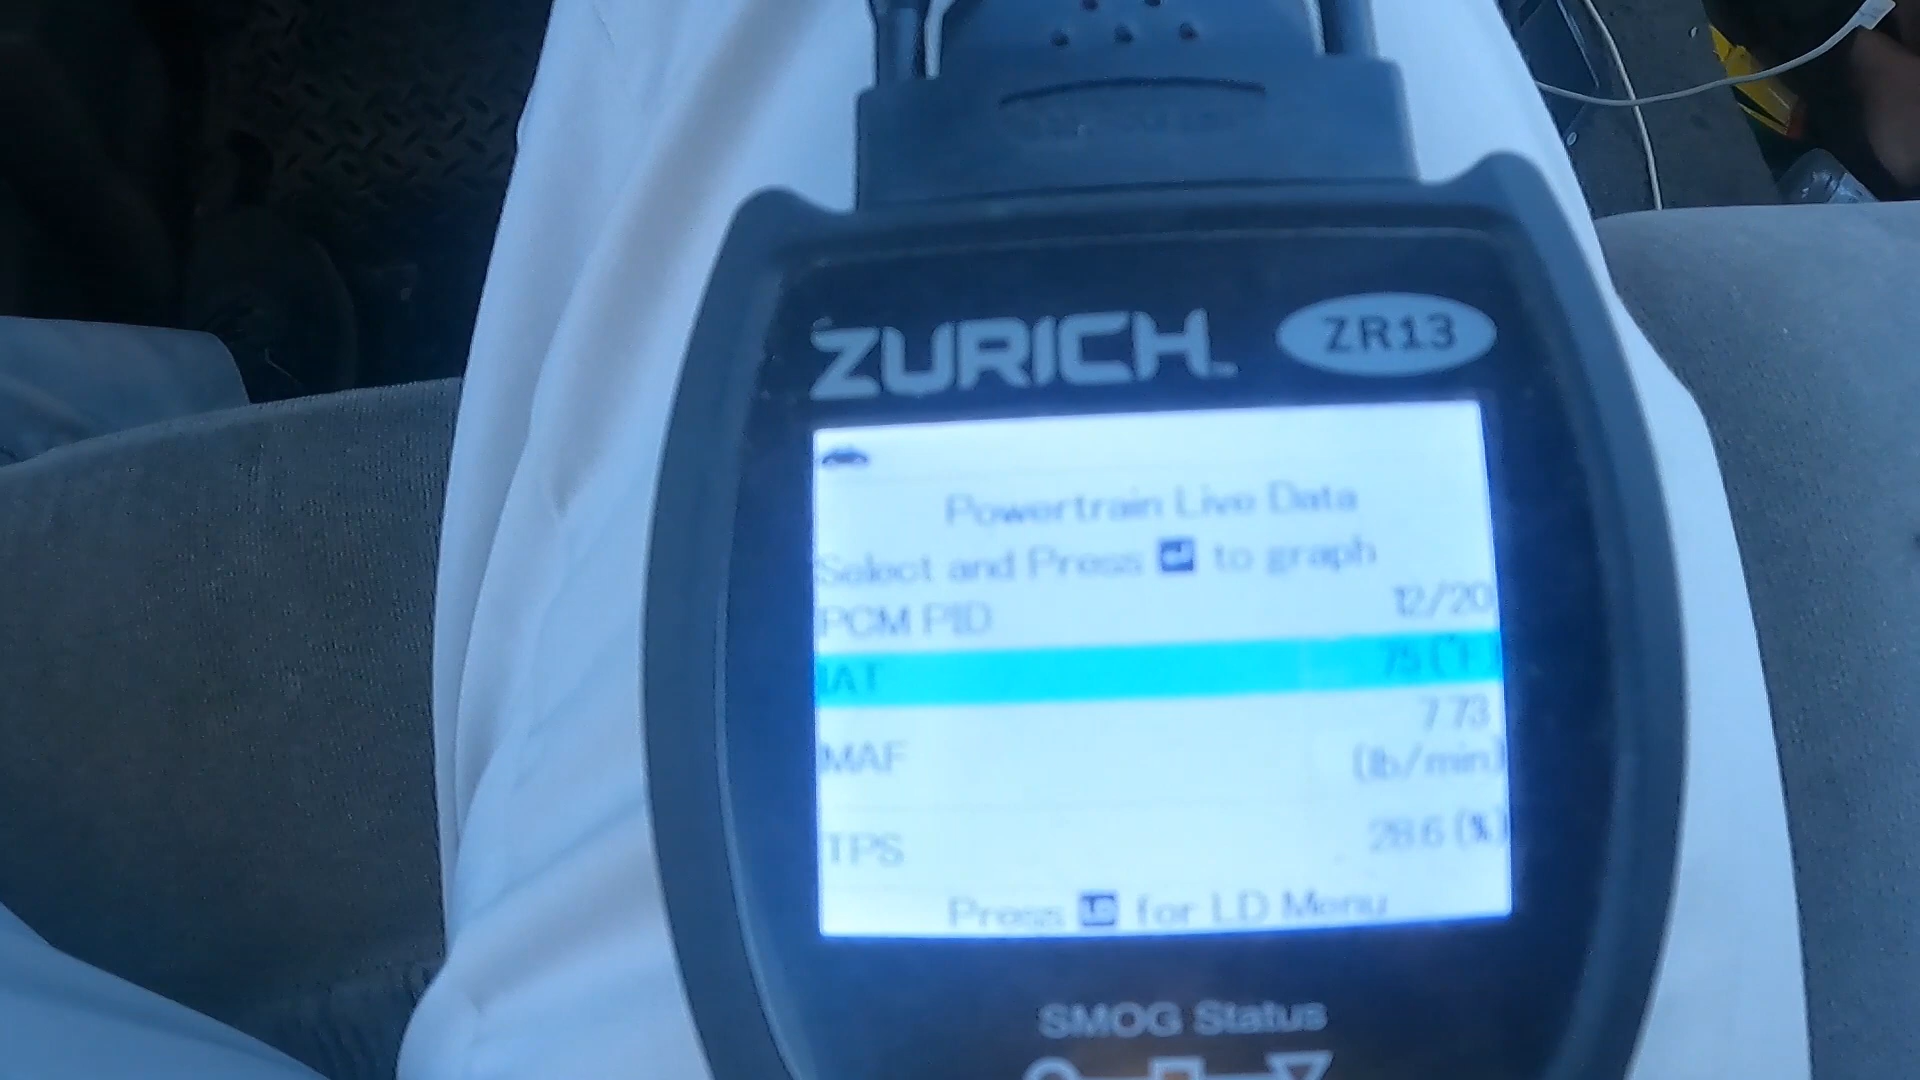 ZURICH
ZR13
Powertrain Live Data
Select and Press to graph
PCM PID 12/20
IAT 75 (°F)
MAF 7.73 (lb/min)
TPS 28.6 (%)
Press LD for LD Menu
SMOG Status